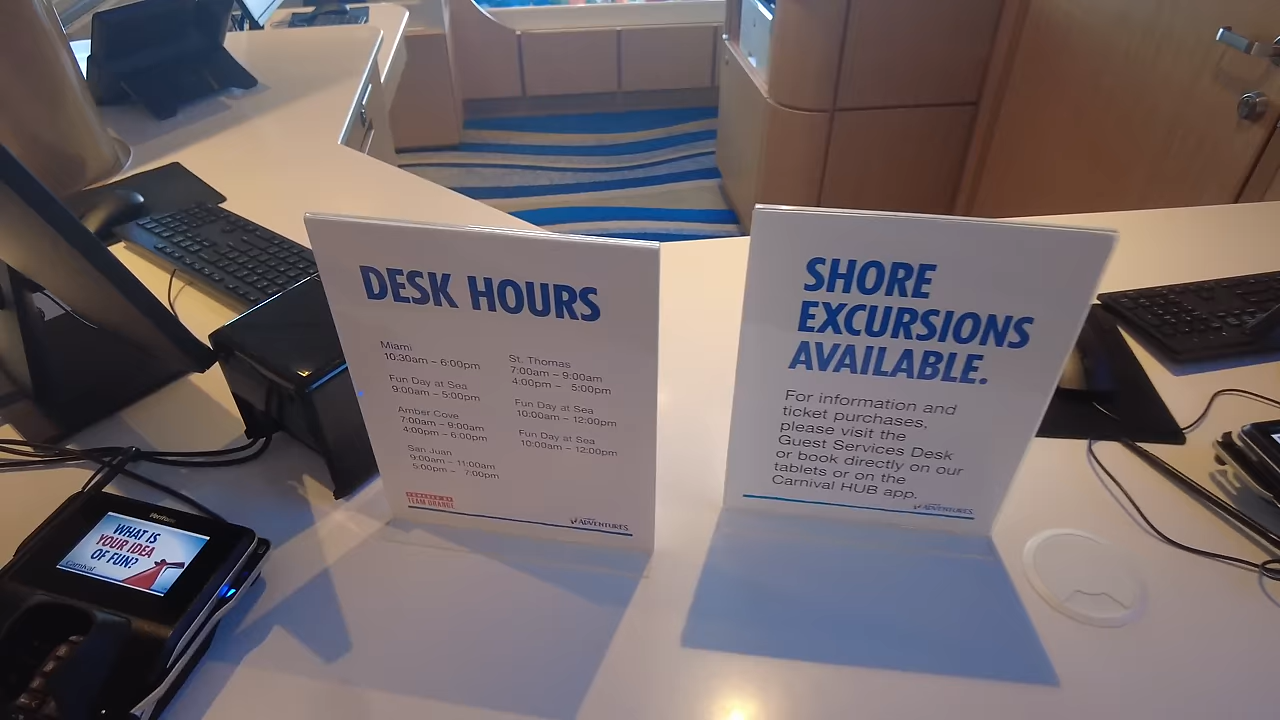 DESK HOURS
Miami
10:30am – 6:00pm
Fun Day at Sea
9:00am – 5:00pm
Amber Cove
7:00am – 9:00am
4:00pm – 6:00pm
San Juan
9:00am – 11:00am
5:00pm – 7:00pm
St. Thomas
7:00am – 9:00am
4:00pm – 5:00pm
Fun Day at Sea
10:00am – 12:00pm
Fun Day at Sea
10:00am – 12:00pm
POWERED BY
TEAM ORANGE
ADVENTURES
SHORE
EXCURSIONS
AVAILABLE.
For information and
ticket purchases,
please visit the
Guest Services Desk
or book directly on our
tablets or on the
Carnival HUB app.
ADVENTURES
Verifone
WHAT IS
YOUR IDEA
OF FUN?
Carnival